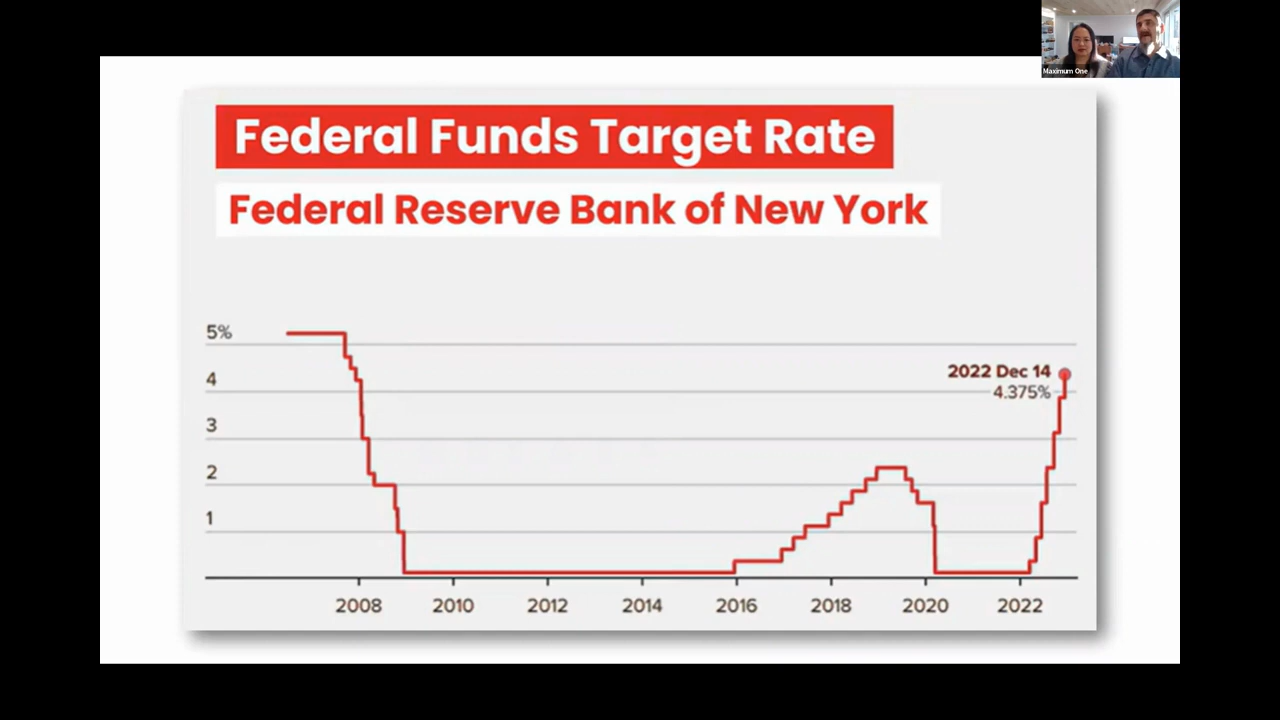 Maximum One
Federal Funds Target Rate
Federal Reserve Bank of New York
5%
4
3
2
1
2022 Dec 14
4.375%
2008 2010 2012 2014 2016 2018 2020 2022